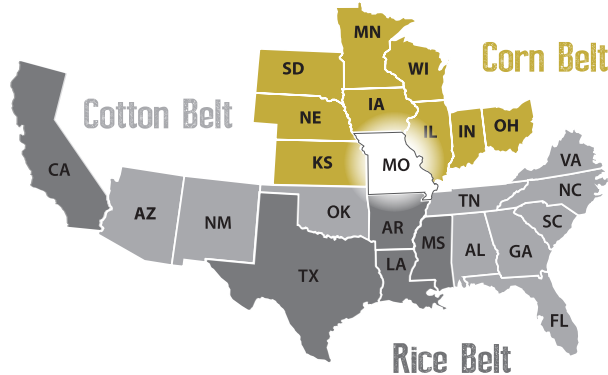 MN
Corn Belt
SD
WI
IA
Cotton Belt
NE
IL
IN
OH
KS
MO
CA
VA
AZ
NM
OK
TN
NC
AR
SC
MS
AL
GA
LA
TX
FL
Rice Belt